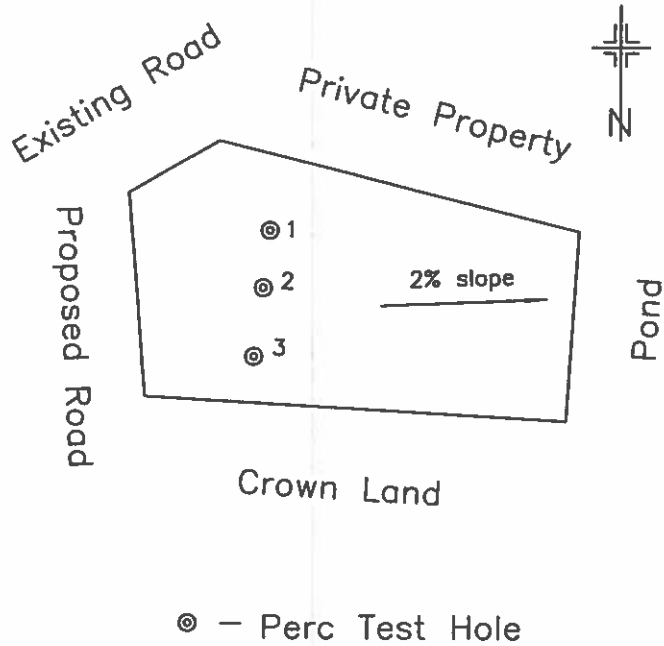 Existing Road
Private Property
N
Proposed Road
1
2
3
2% slope
Pond
Crown Land
– Perc Test Hole